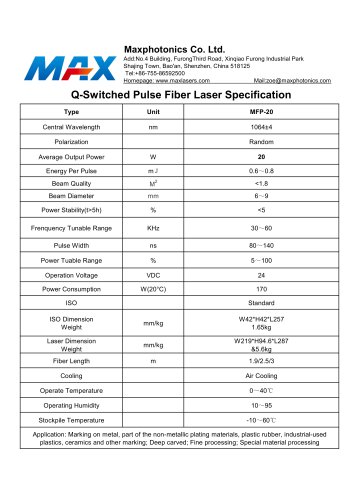 MAX
Maxphotonics Co. Ltd.
Add:No.4 Building, FurongThird Road, Xinqiao Furong Industrial Park
Shajing Town, Bao'an, Shenzhen, China 518125
Tel:+86-755-86592500
Homepage: www.maxlasers.com Mail:zoe@maxphotonics.com
Q-Switched Pulse Fiber Laser Specification
Type Unit MFP-20
Central Wavelength nm 1064±4
Polarization Random
Average Output Power W 20
Energy Per Pulse mJ 0.6～0.8
Beam Quality M² <1.8
Beam Diameter mm 6～9
Power Stability(t>5h) % <5
Frenquency Tunable Range KHz 30～60
Pulse Width ns 80～140
Power Tuable Range % 5～100
Operation Voltage VDC 24
Power Consumption W(20℃) 170
ISO Standard
ISO Dimension
Weight mm/kg W42*H42*L257
1.65kg
Laser Dimension
Weight mm/kg W219*H94.6*L287
&5.6kg
Fiber Length m 1.9/2.5/3
Cooling Air Cooling
Operate Temperature 0～40℃
Operating Humidity 10～95
Stockpile Temperature -10～60℃
Application: Marking on metal, part of the non-metallic plating materials, plastic rubber, industrial-used
plastics, ceramics and other marking; Deep carved; Fine processing; Special material processing